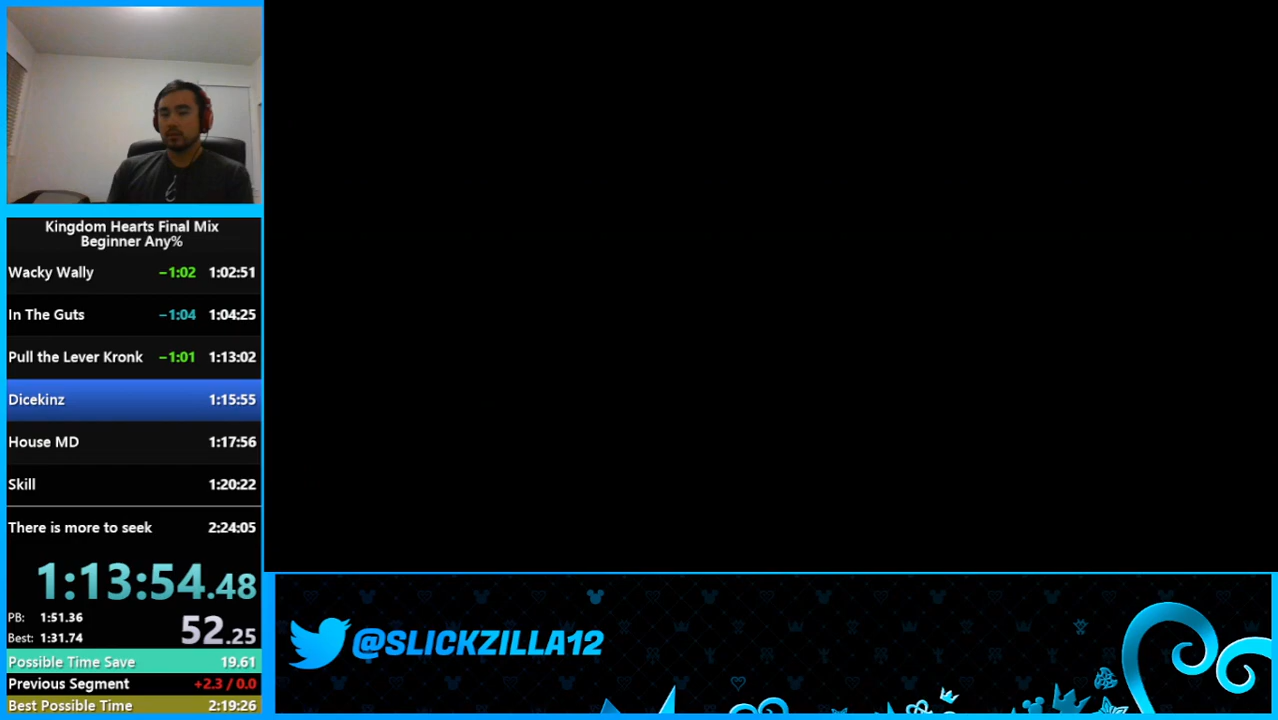 Kingdom Hearts Final Mix
Beginner Any%
Wacky Wally −1:02 1:02:51
In The Guts −1:04 1:04:25
Pull the Lever Kronk −1:01 1:13:02
Dicekinz 1:15:55
House MD 1:17:56
Skill 1:20:22
There is more to seek 2:24:05
1:13:54.48
PB: 1:51.36
Best: 1:31.74
52.25
Possible Time Save 19.61
Previous Segment +2.3 / 0.0
Best Possible Time 2:19:26
@SLICKZILLA12